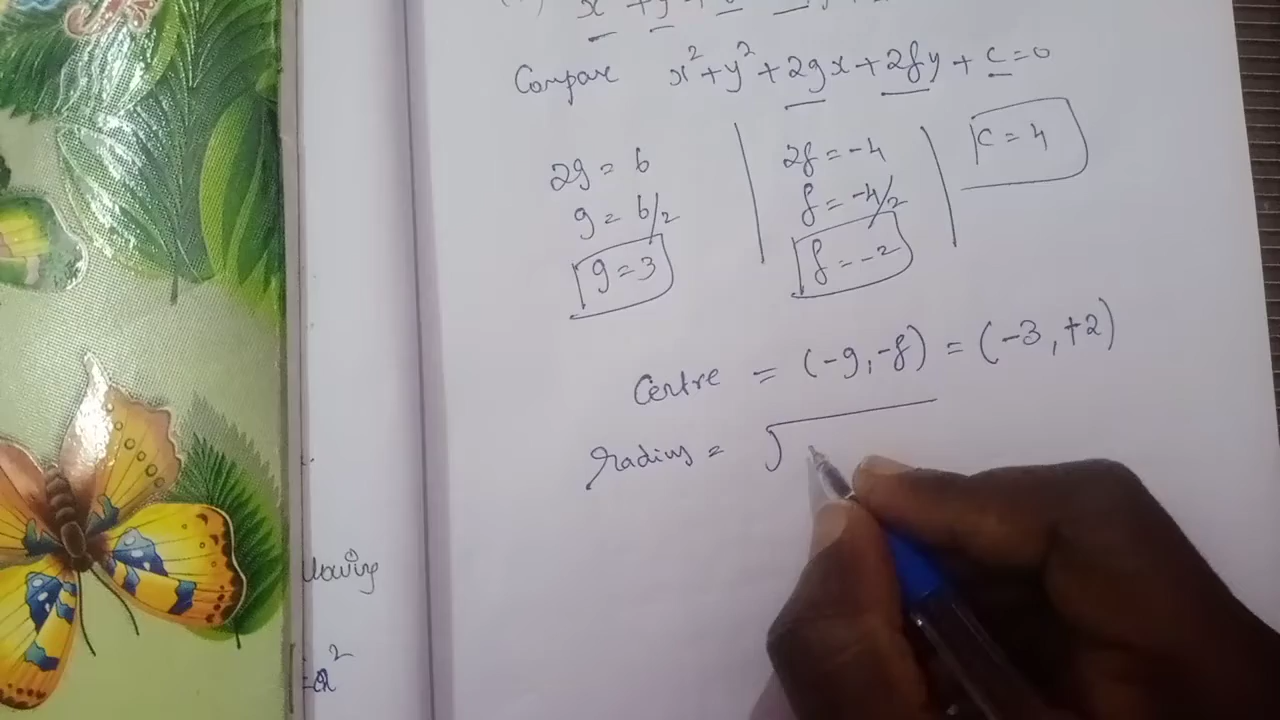 Compare x² + y² + 2gx + 2fy + c = 0
2g = 6
g = 6/2
g = 3
2f = -4
f = -4/2
f = -2
c = 4
Centre = (-g, -f) = (-3, +2)
radius = √